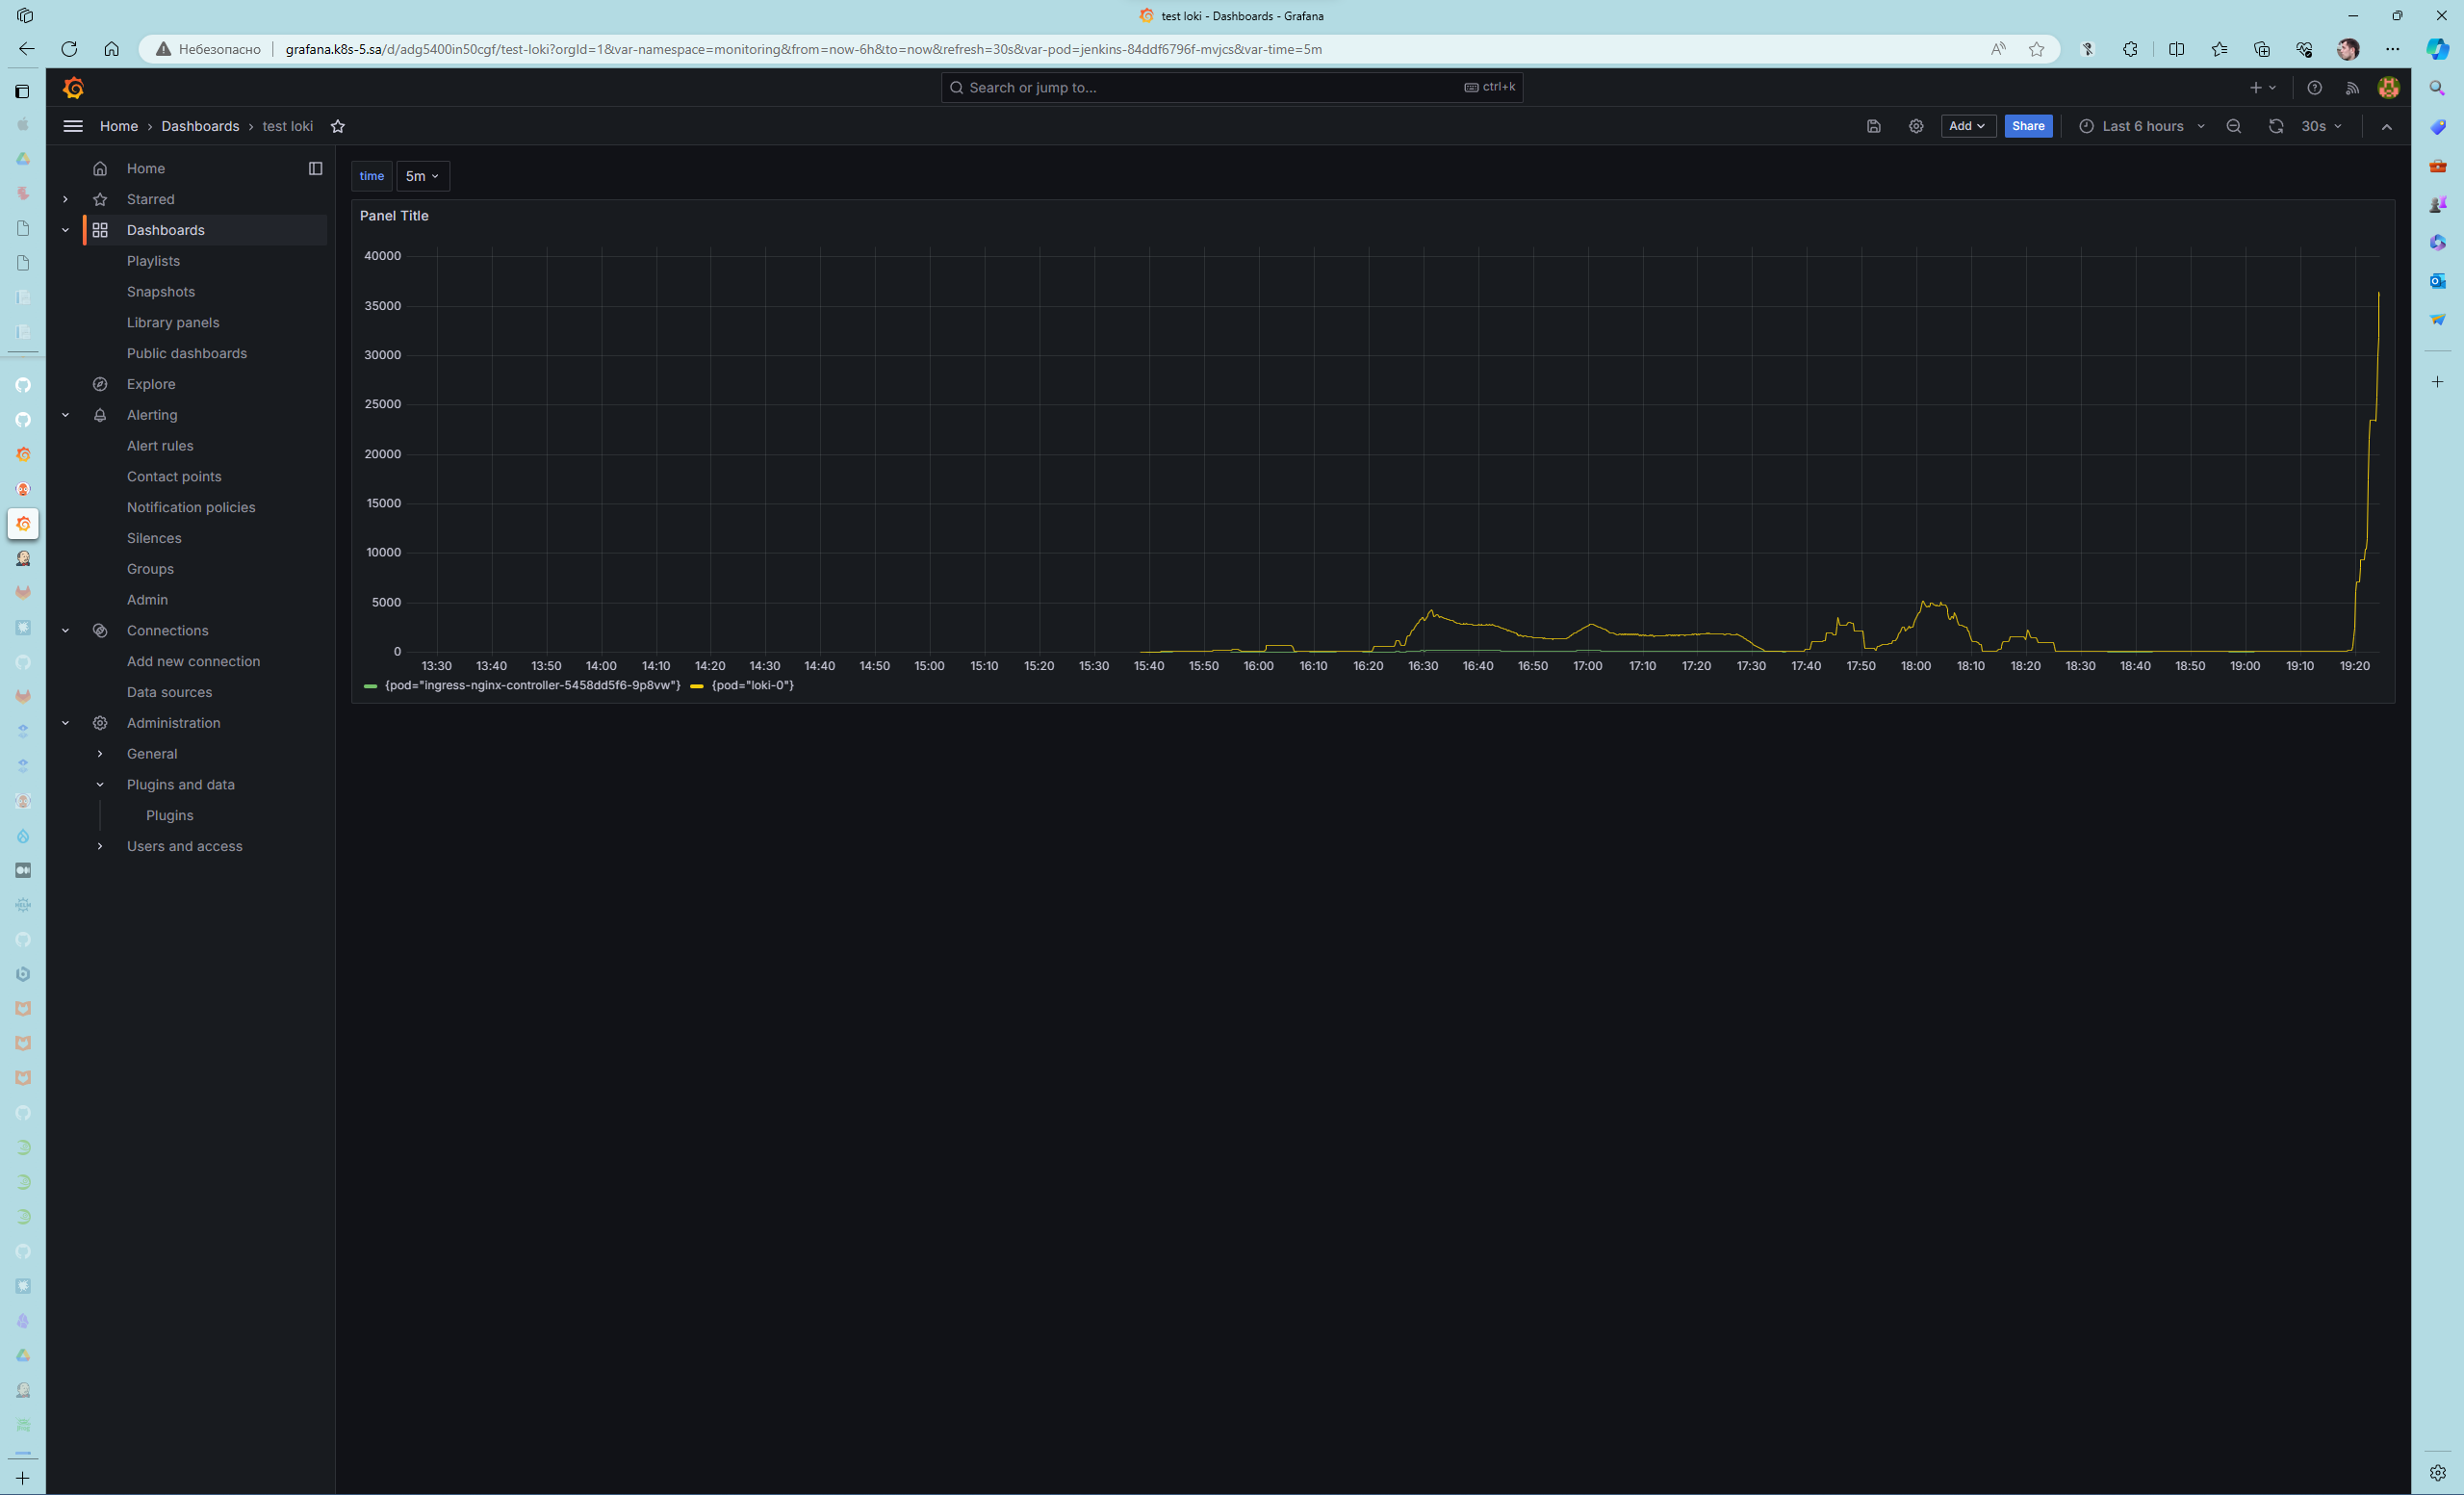 test loki - Dashboards - Grafana
Небезопасно
grafana.k8s-5.sa/d/adg5400in50cgf/test-loki?orgId=1&var-namespace=monitoring&from=now-6h&to=now&refresh=30s&var-pod=jenkins-84ddf6796f-mvjcs&var-time=5m
Search or jump to...
ctrl+k
Home › Dashboards › test loki
Add
Share
Last 6 hours
30s
Home
Starred
Dashboards
Playlists
Snapshots
Library panels
Public dashboards
Explore
Alerting
Alert rules
Contact points
Notification policies
Silences
Groups
Admin
Connections
Add new connection
Data sources
Administration
General
Plugins and data
Plugins
Users and access
time 5m
Panel Title
40000
35000
30000
25000
20000
15000
10000
5000
0
13:30 13:40 13:50 14:00 14:10 14:20 14:30 14:40 14:50 15:00 15:10 15:20 15:30 15:40 15:50 16:00 16:10 16:20 16:30 16:40 16:50 17:00 17:10 17:20 17:30 17:40 17:50 18:00 18:10 18:20 18:30 18:40 18:50 19:00 19:10 19:20
{pod="ingress-nginx-controller-5458dd5f6-9p8vw"} {pod="loki-0"}